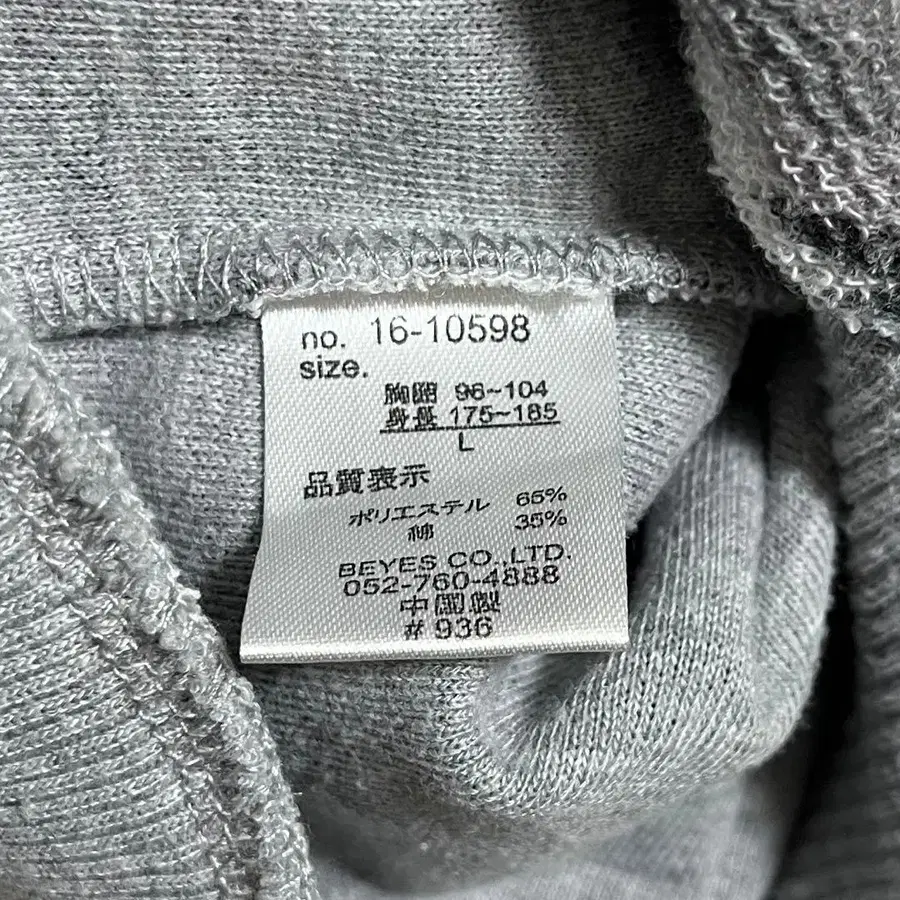 no. 16-10598
size.
胸囲 96~104
身長 175~185
L
品質表示
ポリエステル 65%
綿 35%
BEYES CO.,LTD.
052-760-4888
中国製
# 936